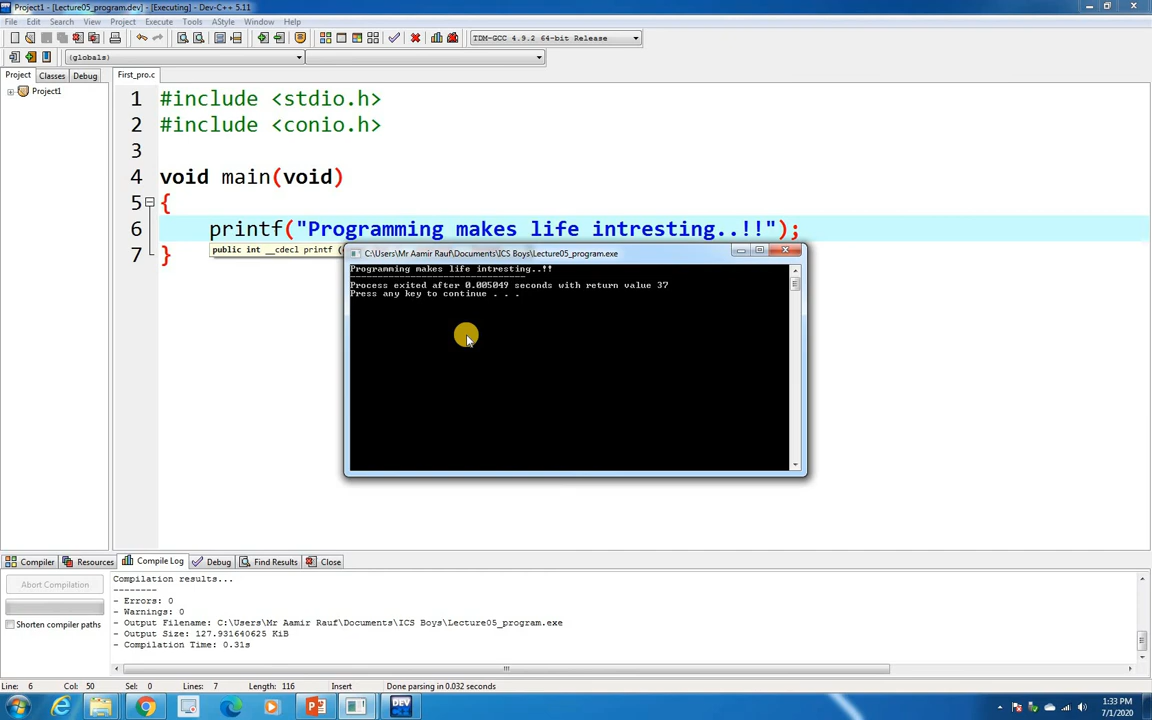 Project1 - [Lecture05_program.dev] - [Executing] - Dev-C++ 5.11
File Edit Search View Project Execute Tools AStyle Window Help
TDM-GCC 4.9.2 64-bit Release
(globals)
Project Classes Debug First_pro.c
Project1
1 #include <stdio.h>
2 #include <conio.h>
3
4 void main(void)
5 {
6 printf("Programming makes life intresting..!!");
public int __cdecl printf (
7 }
C:\Users\Mr Aamir Rauf\Documents\ICS Boys\Lecture05_program.exe
Programming makes life intresting..!!
--------------------------------
Process exited after 0.005049 seconds with return value 37
Press any key to continue . . .
Compiler Resources Compile Log Debug Find Results Close
Abort Compilation
Shorten compiler paths
Compilation results...
--------
- Errors: 0
- Warnings: 0
- Output Filename: C:\Users\Mr Aamir Rauf\Documents\ICS Boys\Lecture05_program.exe
- Output Size: 127.931640625 KiB
- Compilation Time: 0.31s
Line: 6 Col: 50 Sel: 0 Lines: 7 Length: 116 Insert Done parsing in 0.032 seconds
DEV
1:33 PM
7/1/2020